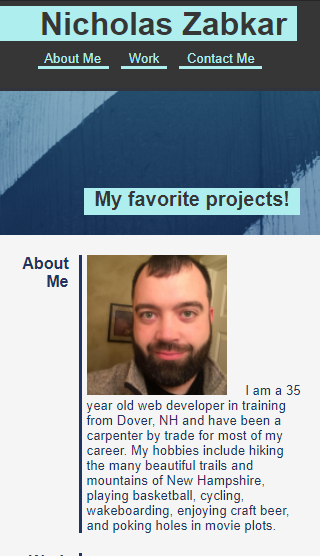 Nicholas Zabkar
About Me Work Contact Me
My favorite projects!
About
Me
I am a 35
year old web developer in training
from Dover, NH and have been a
carpenter by trade for most of my
career. My hobbies include hiking
the many beautiful trails and
mountains of New Hampshire,
playing basketball, cycling,
wakeboarding, enjoying craft beer,
and poking holes in movie plots.